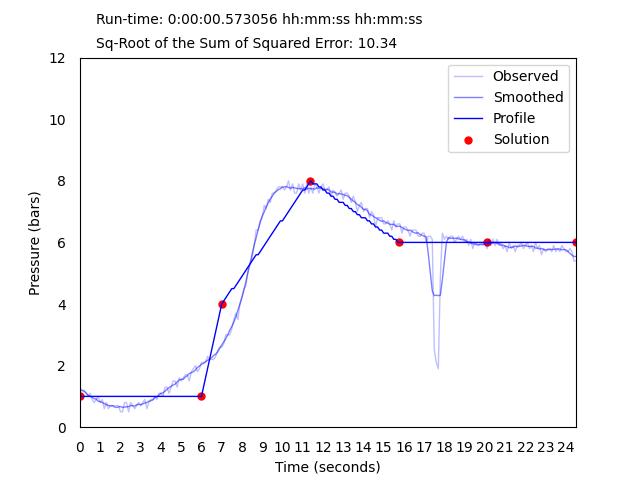 Run-time: 0:00:00.573056 hh:mm:ss hh:mm:ss
Sq-Root of the Sum of Squared Error: 10.34
12
10
8
6
4
2
0
Pressure (bars)
Observed
Smoothed
Profile
Solution
0 1 2 3 4 5 6 7 8 9 10 11 12 13 14 15 16 17 18 19 20 21 22 23 24
Time (seconds)